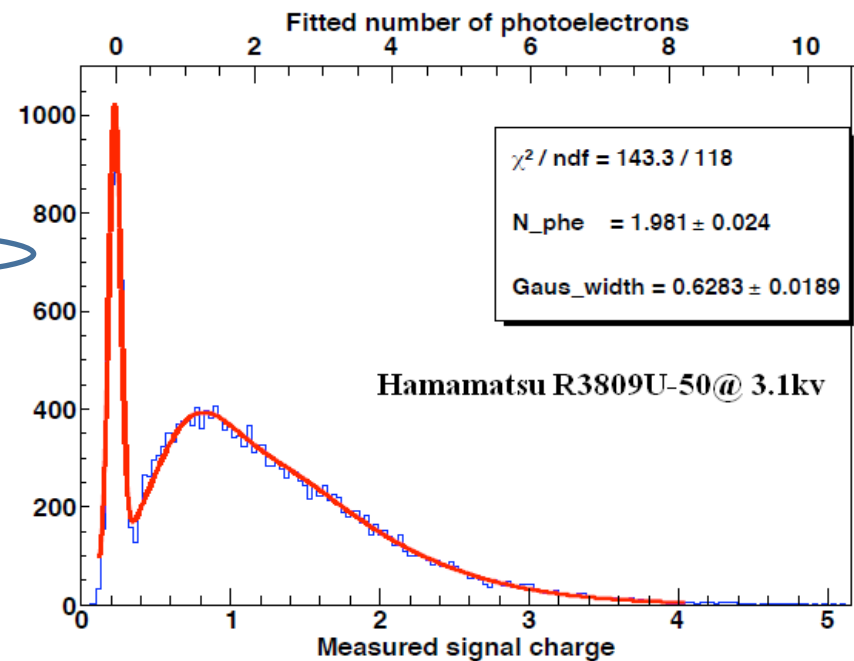 Fitted number of photoelectrons
0 2 4 6 8 10
1000
800
600
400
200
0
χ² / ndf = 143.3 / 118
N_phe = 1.981 ± 0.024
Gaus_width = 0.6283 ± 0.0189
Hamamatsu R3809U-50@ 3.1kv
0 1 2 3 4 5
Measured signal charge